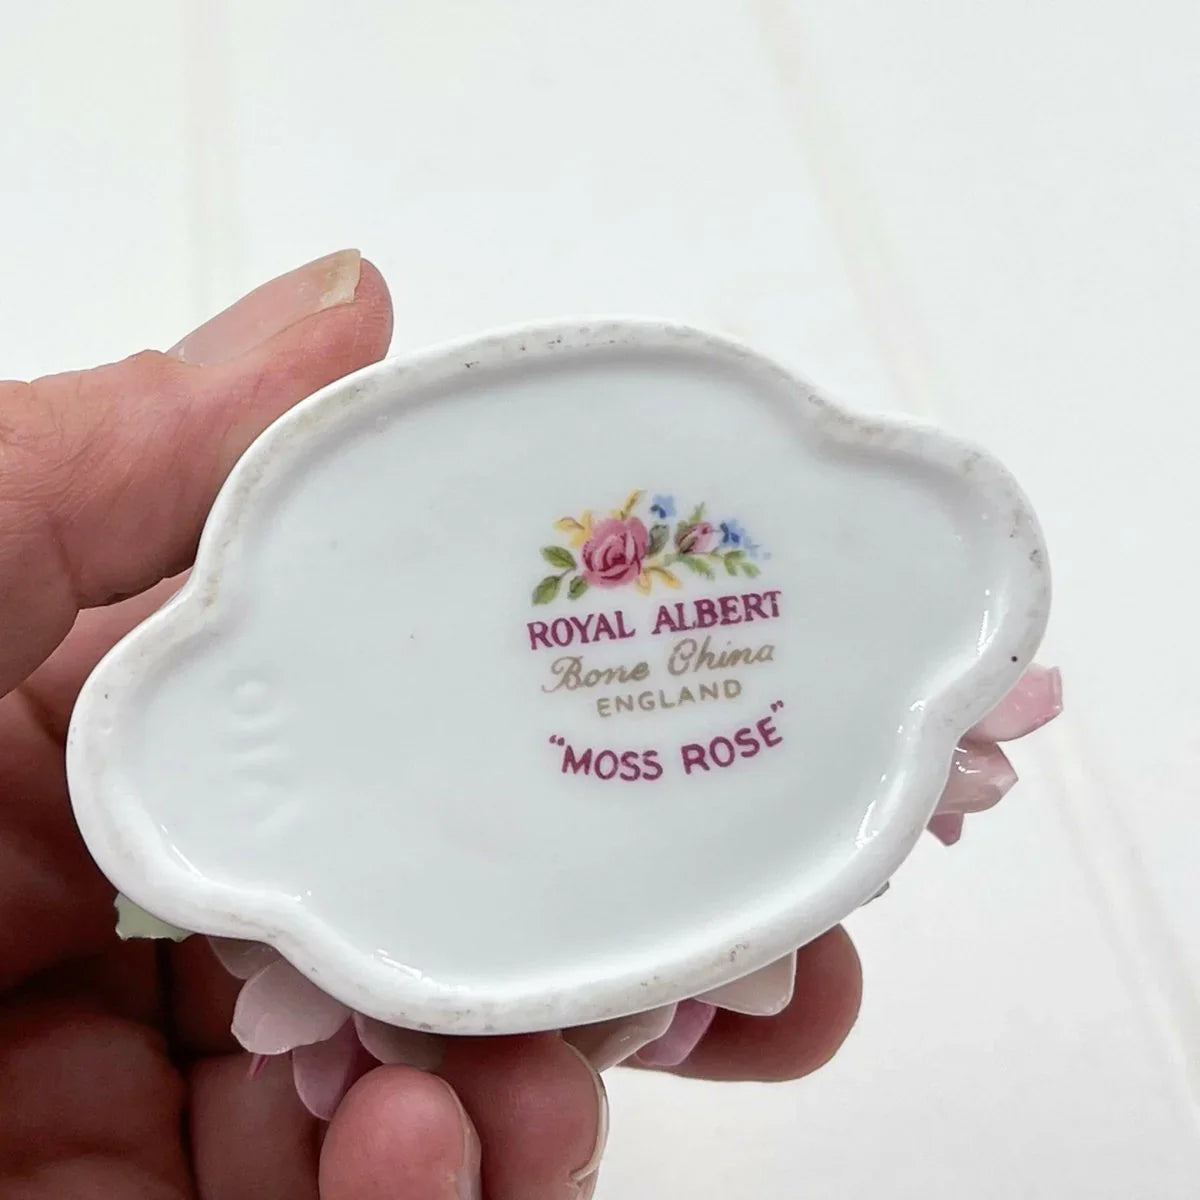 ROYAL ALBERT
Bone China
ENGLAND
"MOSS ROSE"